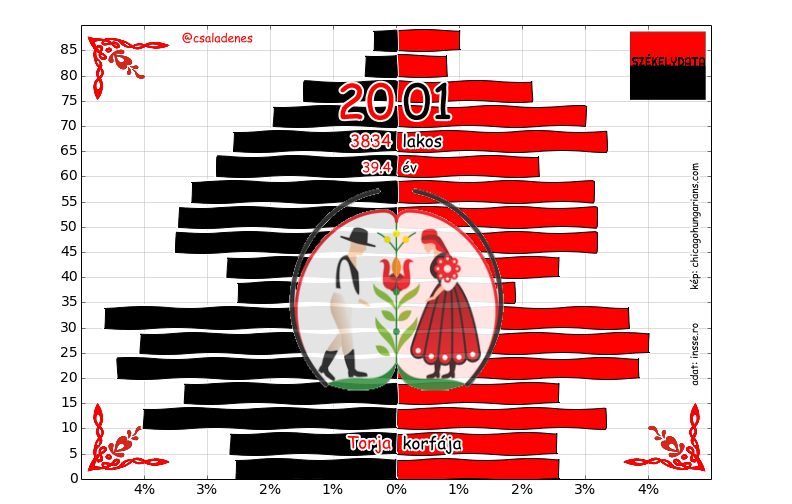 @csaladenes
SZÉKELYDATA
2001
3834 lakos
39.4 év
kép: chicagohungarians.com
adat: insse.ro
Torja korfája
85
80
75
70
65
60
55
50
45
40
35
30
25
20
15
10
5
0
4% 3% 2% 1% 0% 1% 2% 3% 4%